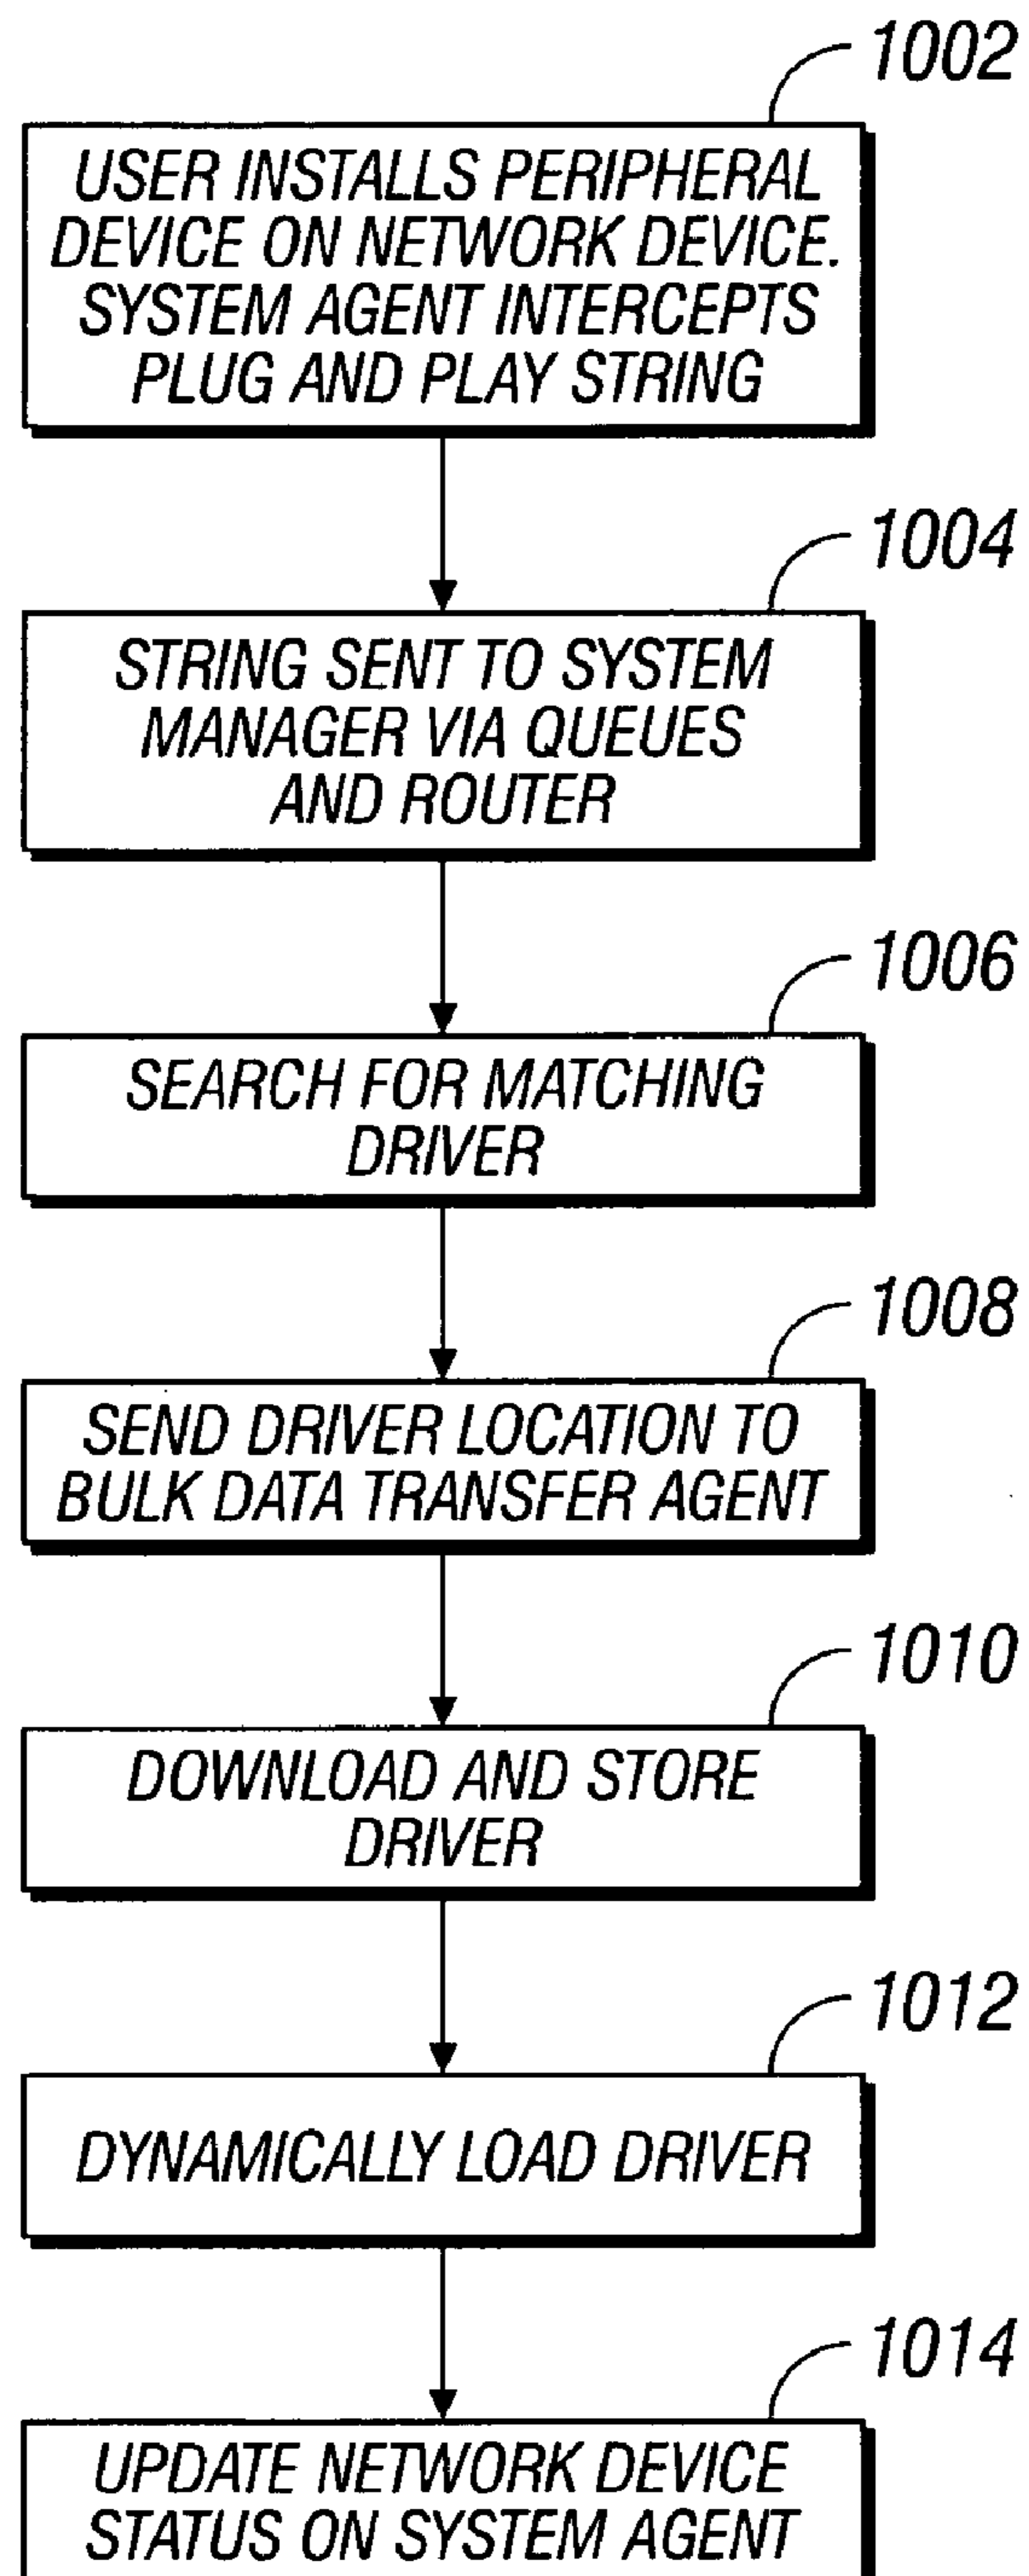 1002
USER INSTALLS PERIPHERAL
DEVICE ON NETWORK DEVICE.
SYSTEM AGENT INTERCEPTS
PLUG AND PLAY STRING
1004
STRING SENT TO SYSTEM
MANAGER VIA QUEUES
AND ROUTER
1006
SEARCH FOR MATCHING
DRIVER
1008
SEND DRIVER LOCATION TO
BULK DATA TRANSFER AGENT
1010
DOWNLOAD AND STORE
DRIVER
1012
DYNAMICALLY LOAD DRIVER
1014
UPDATE NETWORK DEVICE
STATUS ON SYSTEM AGENT